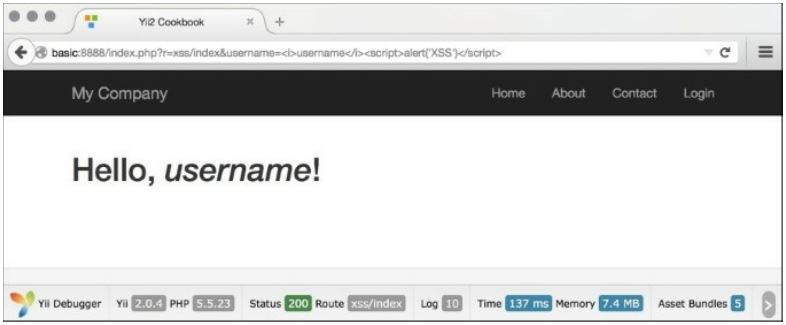 Yii2 Cookbook
basic:8888/index.php?r=xss/index&username=<i>username</i><script>alert('XSS')</script>
My Company Home About Contact Login
Hello, username!
Yii Debugger Yii 2.0.4 PHP 5.5.23 Status 200 Route xss/index Log 10 Time 137 ms Memory 7.4 MB Asset Bundles 5